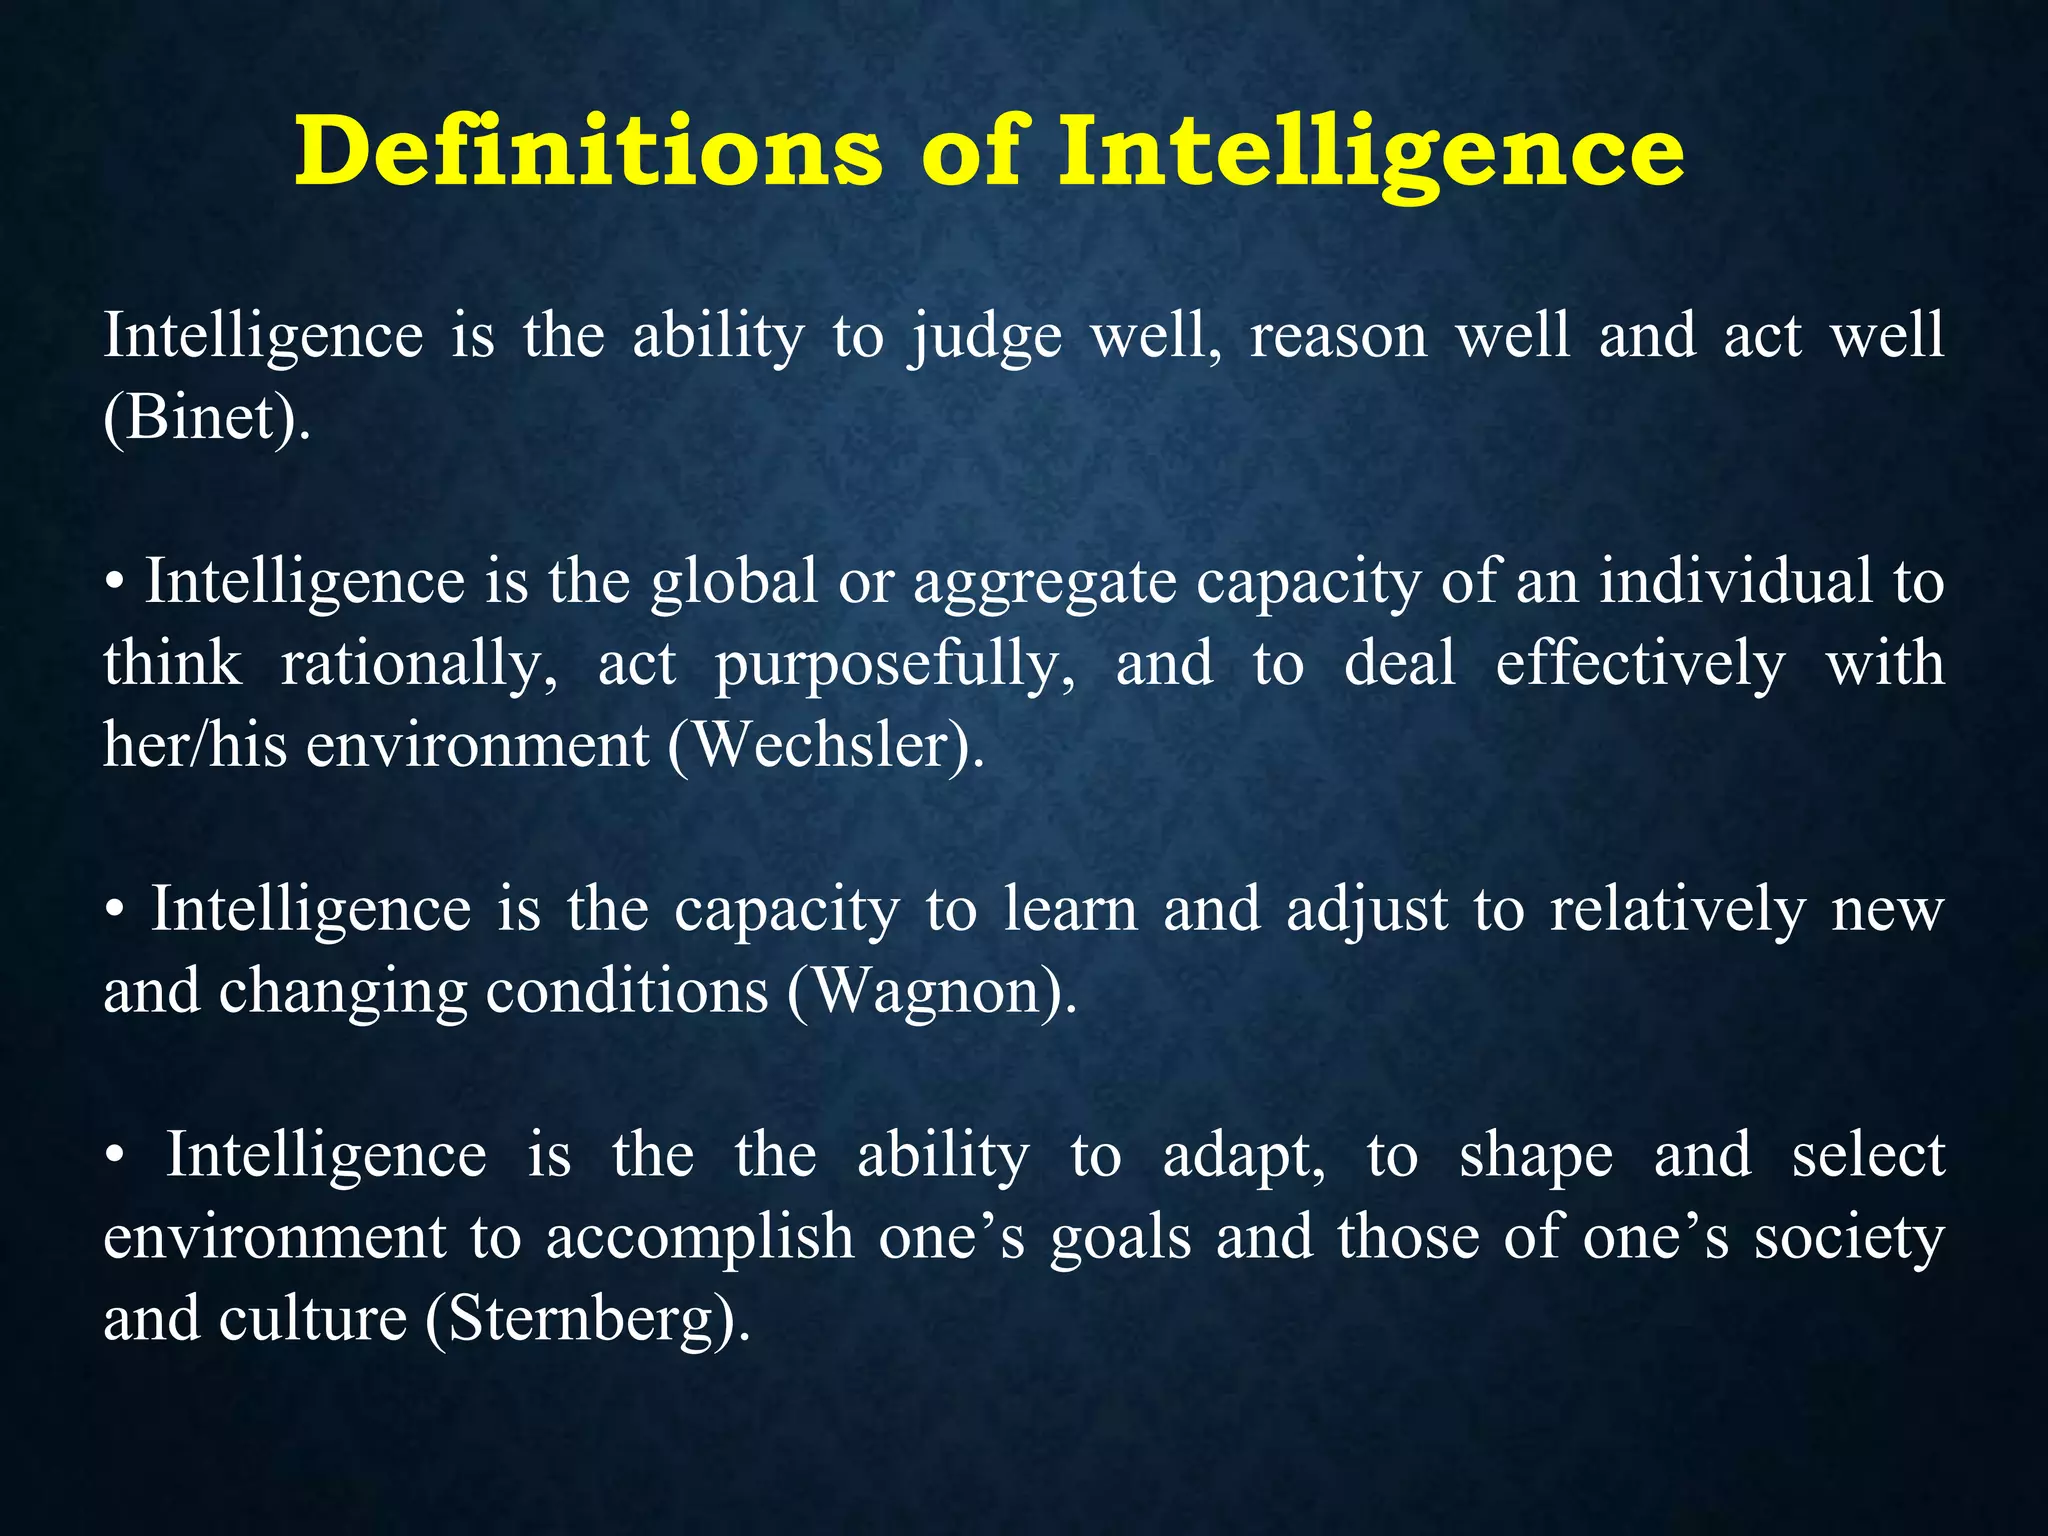 Definitions of Intelligence
Intelligence is the ability to judge well, reason well and act well
(Binet).
• Intelligence is the global or aggregate capacity of an individual to
think rationally, act purposefully, and to deal effectively with
her/his environment (Wechsler).
• Intelligence is the capacity to learn and adjust to relatively new
and changing conditions (Wagnon).
• Intelligence is the the ability to adapt, to shape and select
environment to accomplish one’s goals and those of one’s society
and culture (Sternberg).